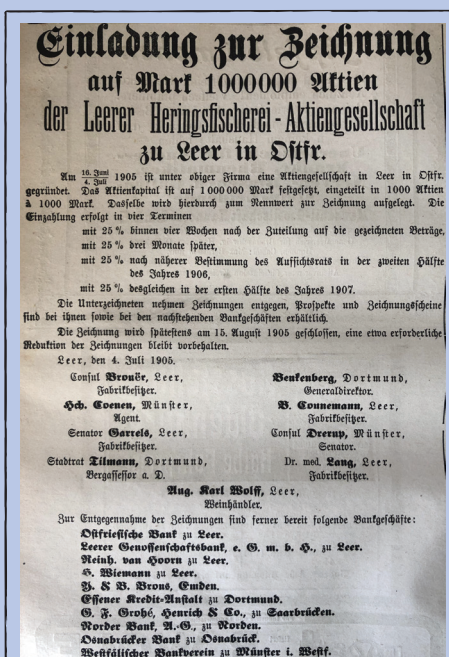 Einladung zur Zeichnung
auf Mark 1000000 Aktien
der Leerer Heringsfischerei-Aktiengesellschaft
zu Leer in Ostfr.
Am 16. Juni / 4. Juli 1905 ist unter obiger Firma eine Aktiengesellschaft in Leer in Ostfr.
gegründet. Das Aktienkapital ist auf 1 000 000 Mark festgesetzt, eingeteilt in 1000 Aktien
à 1000 Mark. Dasselbe wird hierdurch zum Nennwert zur Zeichnung aufgelegt. Die
Einzahlung erfolgt in vier Terminen
mit 25 % binnen vier Wochen nach der Zuteilung auf die gezeichneten Beträge,
mit 25 % drei Monate später,
mit 25 % nach näherer Bestimmung des Aufsichtsrats in der zweiten Hälfte
des Jahres 1906,
mit 25 % desgleichen in der ersten Hälfte des Jahres 1907.
Die Unterzeichneten nehmen Zeichnungen entgegen, Prospekte und Zeichnungsscheine
sind bei ihnen sowie bei den nachstehenden Bankgeschäften erhältlich.
Die Zeichnung wird spätestens am 15. August 1905 geschlossen, eine etwa erforderliche
Reduktion der Zeichnungen bleibt vorbehalten.
Leer, den 4. Juli 1905.
Consul Brouër, Leer,
Fabrikbesitzer.
Hch. Coenen, Münster,
Agent.
Senator Garrels, Leer,
Fabrikbesitzer.
Stadtrat Tilmann, Dortmund,
Bergassessor a. D.
Benkenberg, Dortmund,
Generaldirektor.
B. Connemann, Leer,
Fabrikbesitzer.
Consul Drerup, Münster,
Senator.
Dr. med. Lang, Leer,
Fabrikbesitzer.
Aug. Karl Wolff, Leer,
Weinhändler.
Zur Entgegennahme der Zeichnungen sind ferner bereit folgende Bankgeschäfte:
Ostfriesische Bank zu Leer.
Leerer Genossenschaftsbank, e. G. m. b. H., zu Leer.
Reinh. van Hoorn zu Leer.
H. Wiemann zu Leer.
Y. & B. Brons, Emden.
Essener Kredit-Anstalt zu Dortmund.
G. F. Grohé, Henrich & Co., zu Saarbrücken.
Norder Bank, A.-G., zu Norden.
Osnabrücker Bank zu Osnabrück.
Westfälischer Bankverein zu Münster i. Westf.